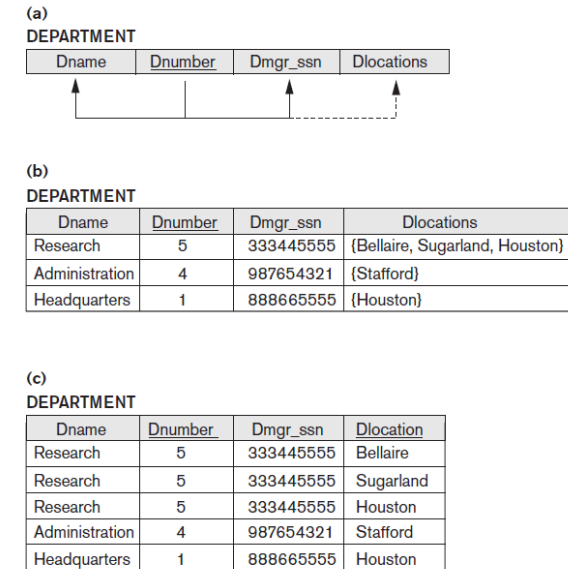 (a)
DEPARTMENT
Dname Dnumber Dmgr_ssn Dlocations
(b)
DEPARTMENT
Dname Dnumber Dmgr_ssn Dlocations
Research 5 333445555 {Bellaire, Sugarland, Houston}
Administration 4 987654321 {Stafford}
Headquarters 1 888665555 {Houston}
(c)
DEPARTMENT
Dname Dnumber Dmgr_ssn Dlocation
Research 5 333445555 Bellaire
Research 5 333445555 Sugarland
Research 5 333445555 Houston
Administration 4 987654321 Stafford
Headquarters 1 888665555 Houston